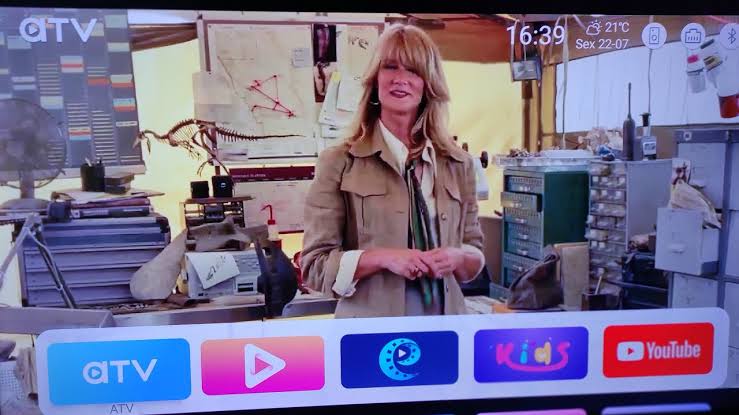 aTV
16:39
21°C
Sex 22-07
aTV
KidS
YouTube
ATV